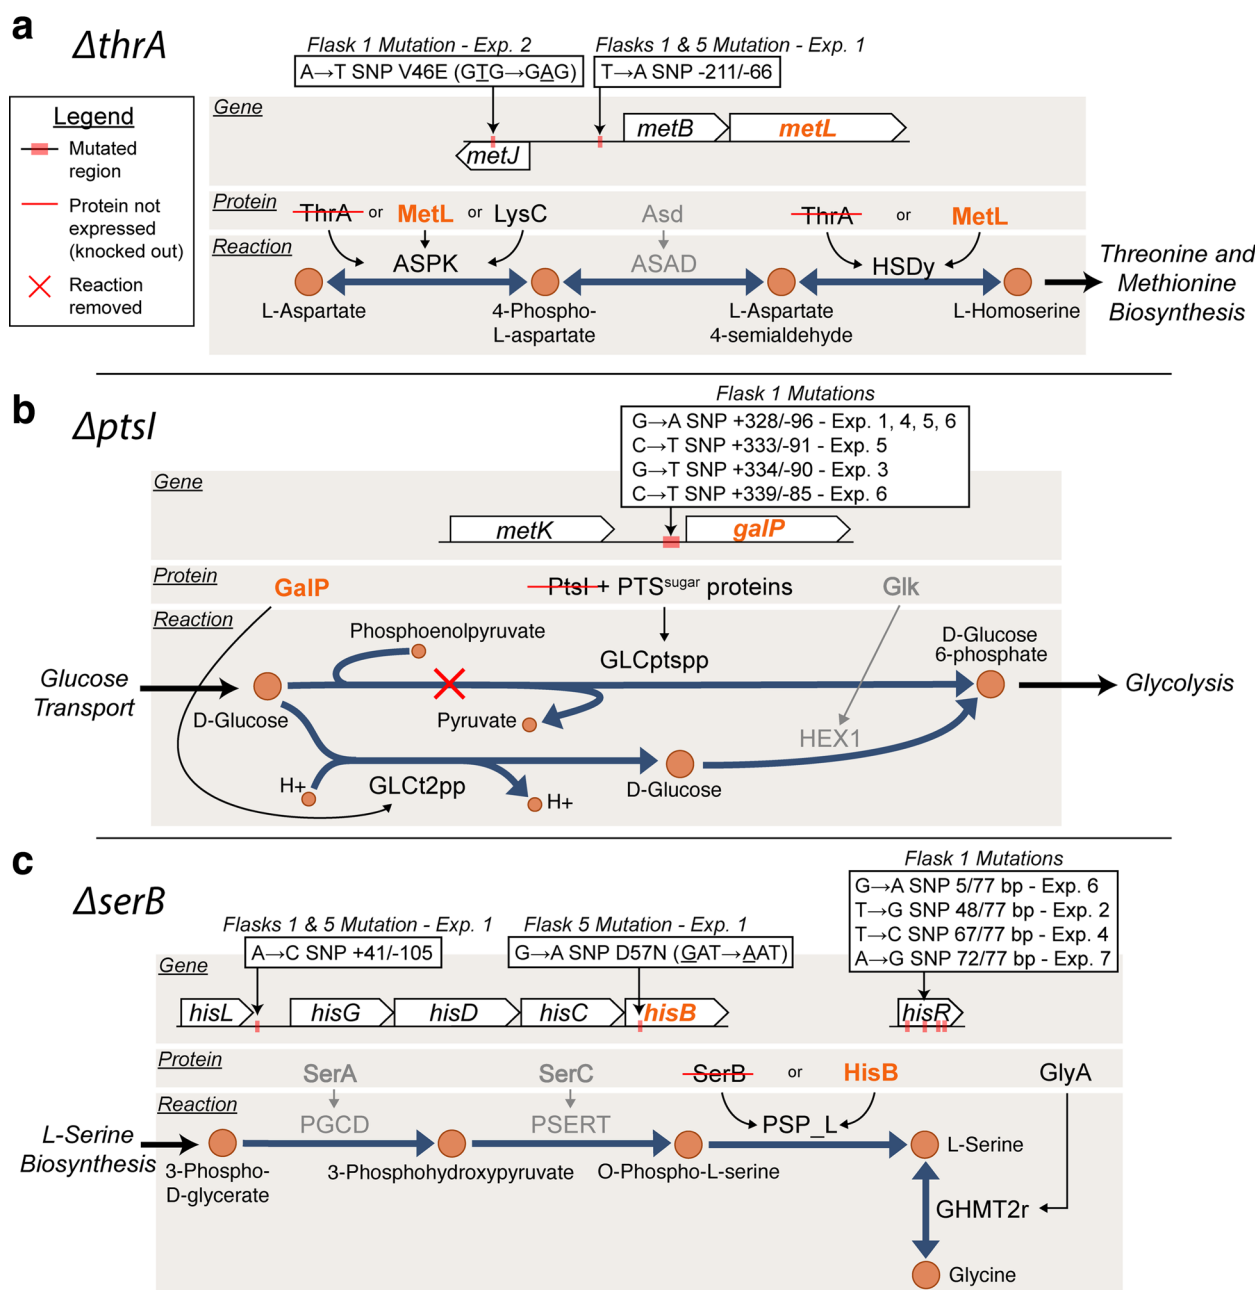 a
ΔthrA
Flask 1 Mutation - Exp. 2
A→T SNP V46E (GTG→GAG)
Flasks 1 & 5 Mutation - Exp. 1
T→A SNP -211/-66
Legend
Mutated
region
Protein not
expressed
(knocked out)
Reaction
removed
Gene
metJ
metB
metL
Protein
ThrA or MetL or LysC
Asd
ThrA or MetL
Reaction
ASPK
ASAD
HSDy
L-Aspartate
4-Phospho-
L-aspartate
L-Aspartate
4-semialdehyde
L-Homoserine
Threonine and
Methionine
Biosynthesis
b
ΔptsI
Flask 1 Mutations
G→A SNP +328/-96 - Exp. 1, 4, 5, 6
C→T SNP +333/-91 - Exp. 5
G→T SNP +334/-90 - Exp. 3
C→T SNP +339/-85 - Exp. 6
Gene
metK
galP
Protein
GalP
PtsI + PTSsugar proteins
Glk
Reaction
Phosphoenolpyruvate
GLCptspp
D-Glucose
6-phosphate
Glucose
Transport
D-Glucose
Pyruvate
HEX1
Glycolysis
H+
GLCt2pp
H+
D-Glucose
c
ΔserB
Flask 1 Mutations
G→A SNP 5/77 bp - Exp. 6
T→G SNP 48/77 bp - Exp. 2
T→C SNP 67/77 bp - Exp. 4
A→G SNP 72/77 bp - Exp. 7
Flasks 1 & 5 Mutation - Exp. 1
A→C SNP +41/-105
Flask 5 Mutation - Exp. 1
G→A SNP D57N (GAT→AAT)
Gene
hisL
hisG
hisD
hisC
hisB
hisR
Protein
SerA
SerC
SerB or HisB
GlyA
Reaction
PGCD
PSERT
PSP_L
L-Serine
Biosynthesis
3-Phospho-
D-glycerate
3-Phosphohydroxypyruvate
O-Phospho-L-serine
L-Serine
GHMT2r
Glycine